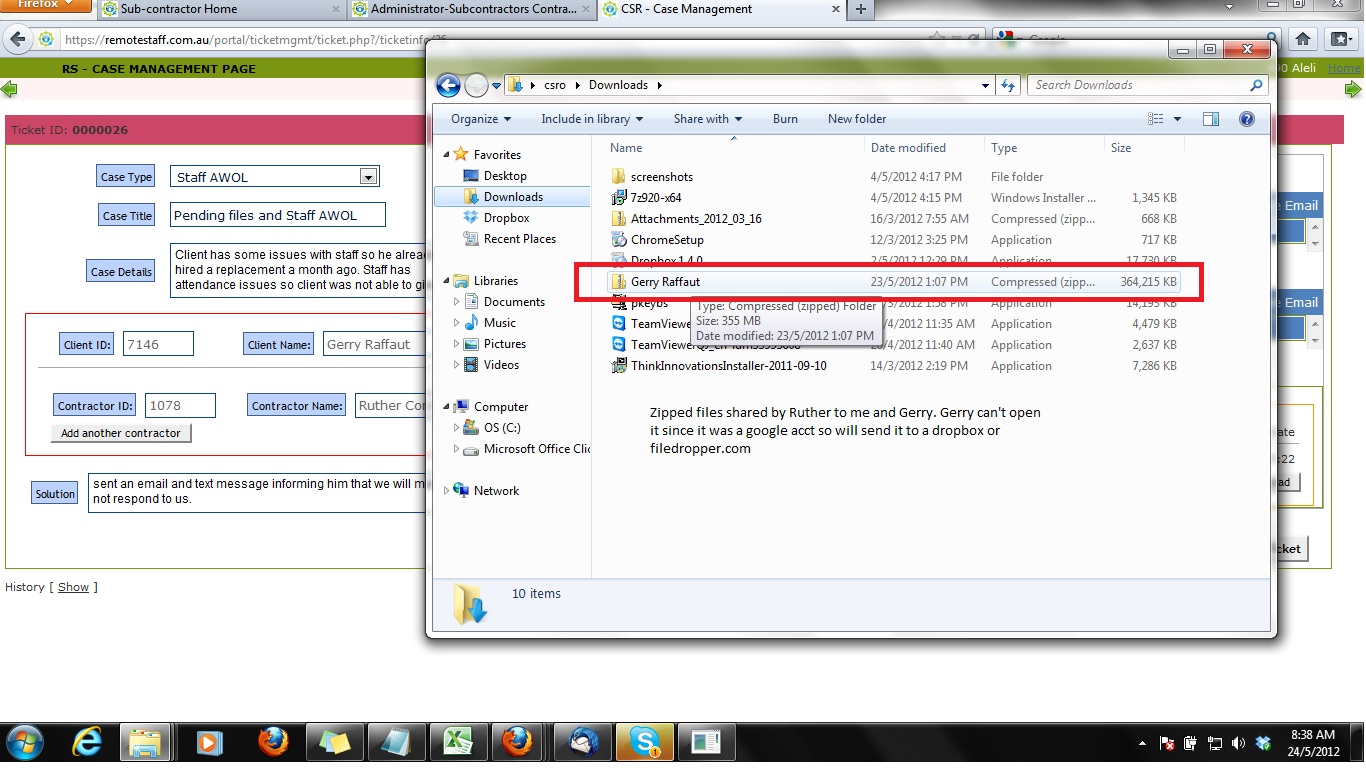 Firefox
Sub-contractor Home
Administrator-Subcontractors Contra...
CSR - Case Management
https://remotestaff.com.au/portal/ticketmgmt/ticket.php?/ticketinfo/26
Google
RS - CASE MANAGEMENT PAGE
Aleli Home
Ticket ID: 0000026
Case Type Staff AWOL
Case Title Pending files and Staff AWOL
Case Details Client has some issues with staff so he alrea
hired a replacement a month ago. Staff has
attendance issues so client was not able to gi
Client ID: 7146 Client Name: Gerry Raffaut
Contractor ID: 1078 Contractor Name: Ruther Co
Add another contractor
Solution sent an email and text message informing him that we will m
not respond to us.
History [ Show ]
csro Downloads
Search Downloads
Organize Include in library Share with Burn New folder
Favorites
Desktop
Downloads
Dropbox
Recent Places
Libraries
Documents
Music
Pictures
Videos
Computer
OS (C:)
Microsoft Office Clic
Network
Name Date modified Type Size
screenshots 4/5/2012 4:17 PM File folder
7z920-x64 4/5/2012 4:15 PM Windows Installer ... 1,345 KB
Attachments_2012_03_16 16/3/2012 7:55 AM Compressed (zipp... 668 KB
ChromeSetup 12/3/2012 3:25 PM Application 717 KB
Dropbox 1.4.0 2/5/2012 12:29 PM Application 17,730 KB
Gerry Raffaut 23/5/2012 1:07 PM Compressed (zipp... 364,215 KB
pkeybs 1:58 PM Application 14,193 KB
TeamViewer /4/2012 11:35 AM Application 4,479 KB
TeamViewerQS 4/2012 11:40 AM Application 2,637 KB
ThinkInnovationsInstaller-2011-09-10 14/3/2012 2:19 PM Application 7,286 KB
Type: Compressed (zipped) Folder
Size: 355 MB
Date modified: 23/5/2012 1:07 PM
Zipped files shared by Ruther to me and Gerry. Gerry can't open
it since it was a google acct so will send it to a dropbox or
filedropper.com
10 items
e Email
e Email
ate
:22
ad
cket
8:38 AM
24/5/2012